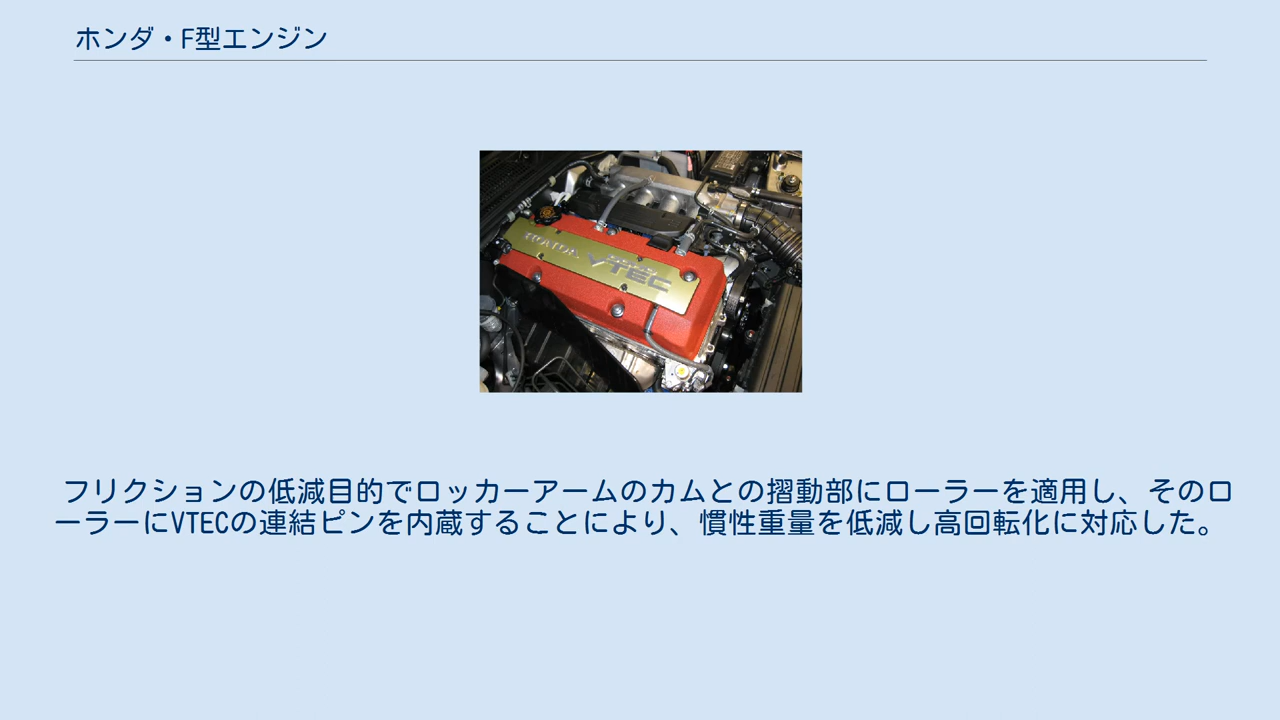 ホンダ・F型エンジン
HONDA
VTEC
フリクションの低減目的でロッカーアームのカムとの摺動部にローラーを適用し、そのロ
ーラーにVTECの連結ピンを内蔵することにより、慣性重量を低減し高回転化に対応した。